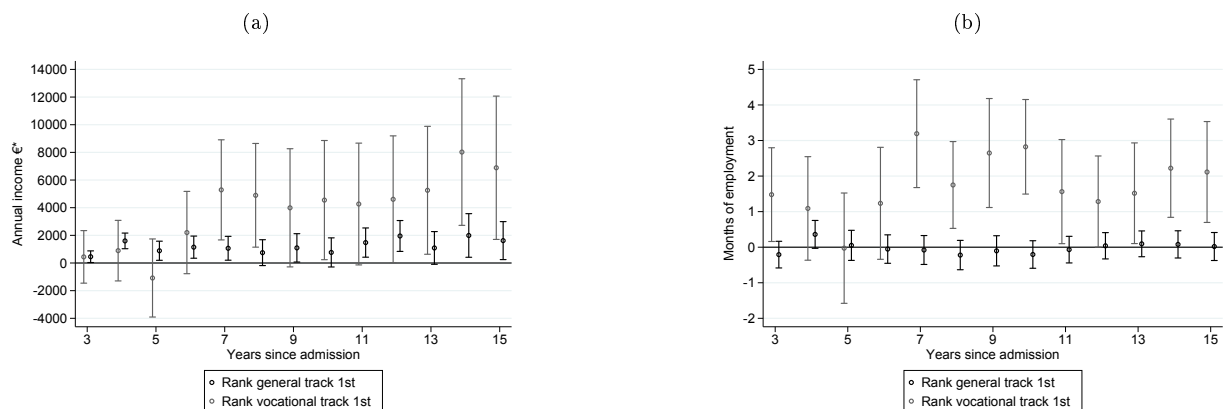 (a)
14000
12000
10000
8000
6000
4000
2000
0
-2000
-4000
Annual income €*
3 5 7 9 11 13 15
Years since admission
Rank general track 1st
Rank vocational track 1st
(b)
5
4
3
2
1
0
-1
-2
Months of employment
3 5 7 9 11 13 15
Years since admission
Rank general track 1st
Rank vocational track 1st